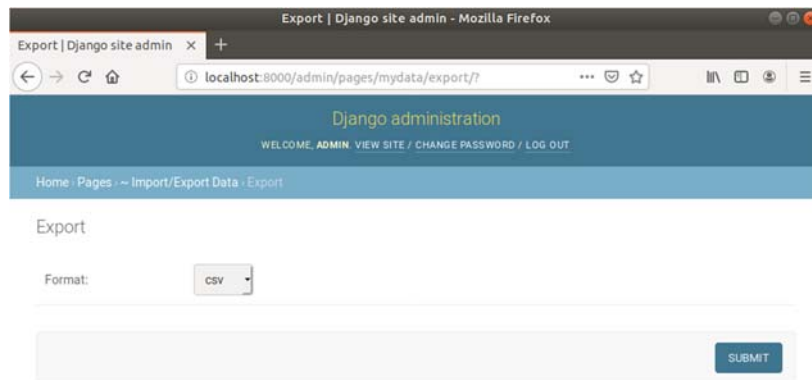 Export | Django site admin - Mozilla Firefox
Export | Django site admin × +
localhost:8000/admin/pages/mydata/export/?
Django administration
WELCOME, ADMIN. VIEW SITE / CHANGE PASSWORD / LOG OUT
Home › Pages › ~ Import/Export Data › Export
Export
Format:
csv
SUBMIT